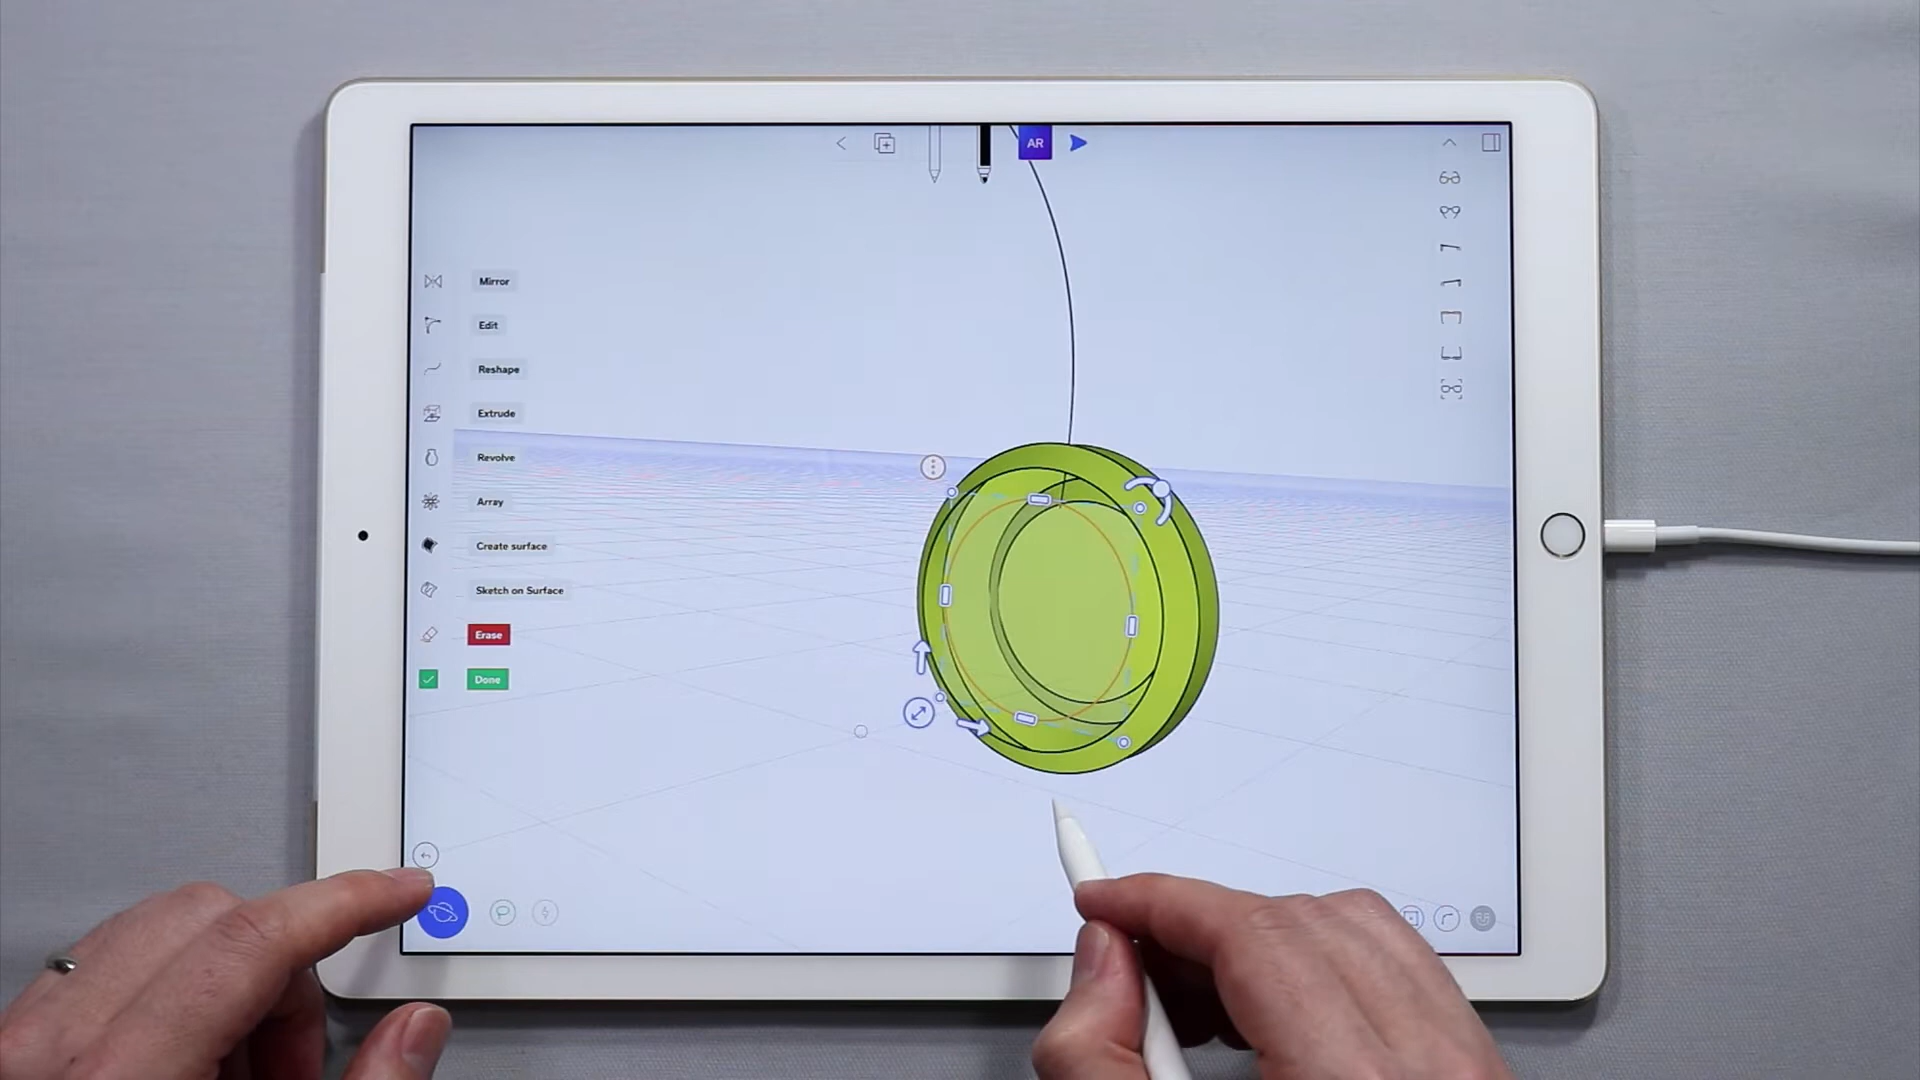 AR
Mirror
Edit
Reshape
Extrude
Revolve
Array
Create surface
Sketch on Surface
Erase
Done